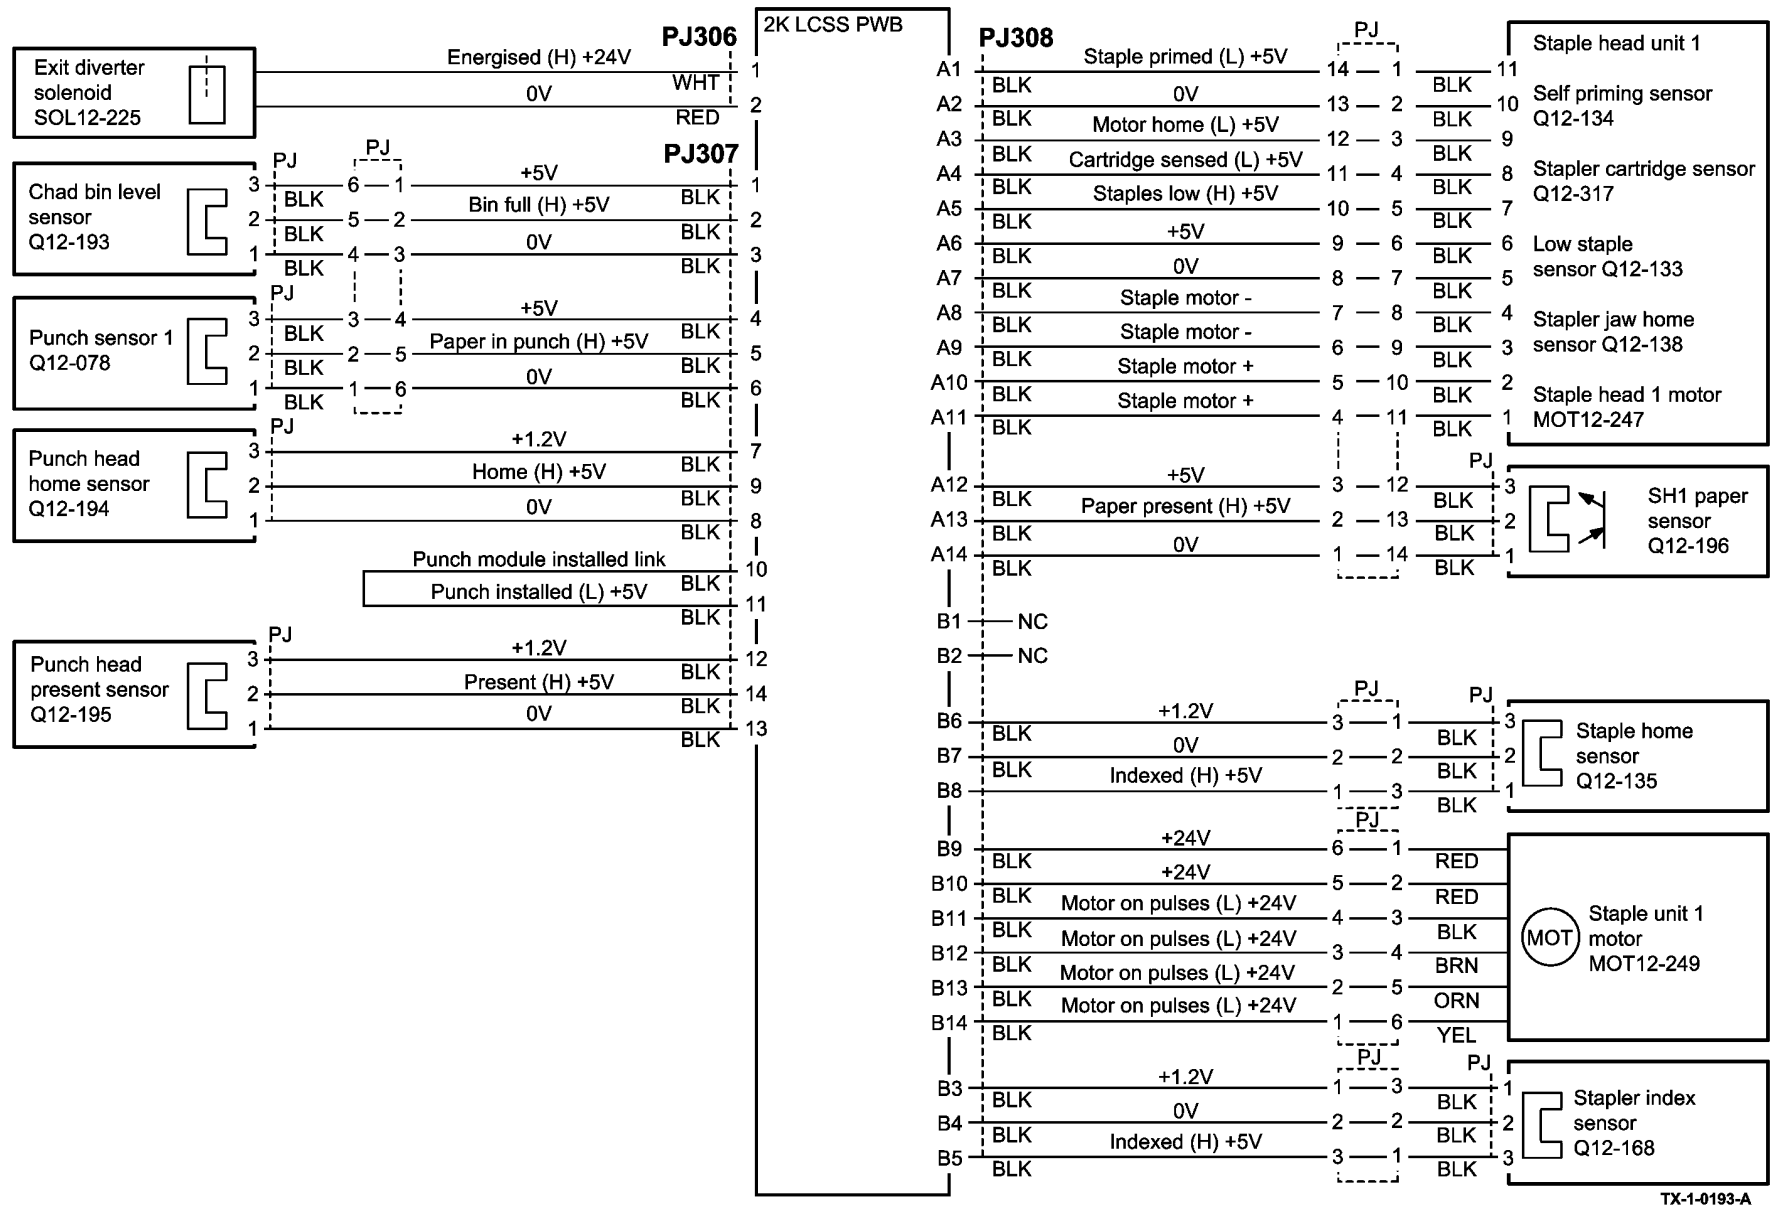 2K LCSS PWB
PJ306
Exit diverter
solenoid
SOL12-225
Energised (H) +24V
WHT
1
0V
RED
2
PJ307
Chad bin level
sensor
Q12-193
PJ
PJ
3 BLK 6 1 +5V BLK 1
2 BLK 5 2 Bin full (H) +5V BLK 2
1 BLK 4 3 0V BLK 3
Punch sensor 1
Q12-078
PJ
3 BLK 3 4 +5V BLK 4
2 BLK 2 5 Paper in punch (H) +5V BLK 5
1 BLK 1 6 0V BLK 6
Punch head
home sensor
Q12-194
PJ
3 +1.2V BLK 7
2 Home (H) +5V BLK 9
1 0V BLK 8
Punch module installed link BLK 10
Punch installed (L) +5V BLK 11
Punch head
present sensor
Q12-195
PJ
3 +1.2V BLK 12
2 Present (H) +5V BLK 14
1 0V BLK 13
PJ308
PJ
A1 BLK Staple primed (L) +5V 14 1 BLK 11
A2 BLK 0V 13 2 BLK 10
A3 BLK Motor home (L) +5V 12 3 BLK 9
A4 BLK Cartridge sensed (L) +5V 11 4 BLK 8
A5 BLK Staples low (H) +5V 10 5 BLK 7
A6 BLK +5V 9 6 BLK 6
A7 BLK 0V 8 7 BLK 5
A8 BLK Staple motor - 7 8 BLK 4
A9 BLK Staple motor - 6 9 BLK 3
A10 BLK Staple motor + 5 10 BLK 2
A11 BLK Staple motor + 4 11 BLK 1
Staple head unit 1
Self priming sensor
Q12-134
Stapler cartridge sensor
Q12-317
Low staple
sensor Q12-133
Stapler jaw home
sensor Q12-138
Staple head 1 motor
MOT12-247
PJ
A12 BLK +5V 3 12 BLK 3
A13 BLK Paper present (H) +5V 2 13 BLK 2
A14 BLK 0V 1 14 BLK 1
SH1 paper
sensor
Q12-196
B1 NC
B2 NC
PJ
PJ
B6 BLK +1.2V 3 1 BLK 3
B7 BLK 0V 2 2 BLK 2
B8 Indexed (H) +5V 1 3 BLK 1
Staple home
sensor
Q12-135
PJ
B9 BLK +24V 6 1 RED
B10 BLK +24V 5 2 RED
B11 BLK Motor on pulses (L) +24V 4 3 BLK
B12 BLK Motor on pulses (L) +24V 3 4 BRN
B13 BLK Motor on pulses (L) +24V 2 5 ORN
B14 BLK Motor on pulses (L) +24V 1 6 YEL
MOT
Staple unit 1
motor
MOT12-249
PJ
PJ
B3 BLK +1.2V 1 3 BLK 1
B4 BLK 0V 2 2 BLK 2
B5 BLK Indexed (H) +5V 3 1 BLK 3
Stapler index
sensor
Q12-168
TX-1-0193-A